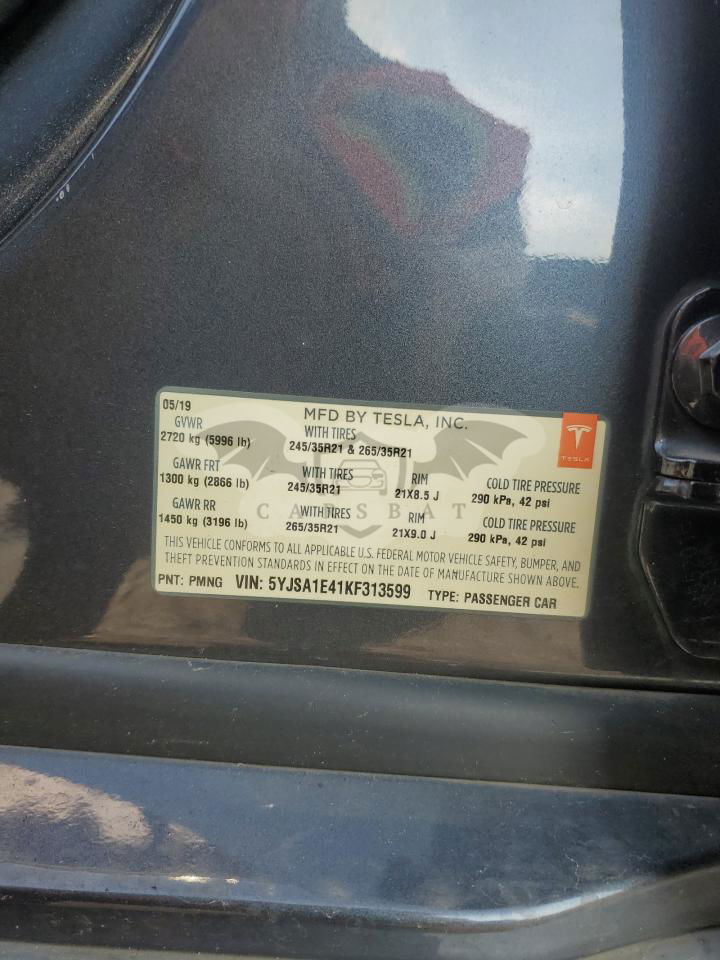 05/19
MFD BY TESLA, INC.
GVWR
2720 kg (5996 lb)
WITH TIRES
245/35R21 & 265/35R21
TESLA
GAWR FRT
1300 kg (2866 lb)
WITH TIRES
245/35R21
RIM
21X8.5 J
COLD TIRE PRESSURE
290 kPa, 42 psi
GAWR RR
1450 kg (3196 lb)
WITH TIRES
265/35R21
RIM
21X9.0 J
COLD TIRE PRESSURE
290 kPa, 42 psi
CARSBAT
THIS VEHICLE CONFORMS TO ALL APPLICABLE U.S. FEDERAL MOTOR VEHICLE SAFETY, BUMPER, AND
THEFT PREVENTION STANDARDS IN EFFECT ON THE DATE OF MANUFACTURE SHOWN ABOVE.
PNT: PMNG VIN: 5YJSA1E41KF313599 TYPE: PASSENGER CAR